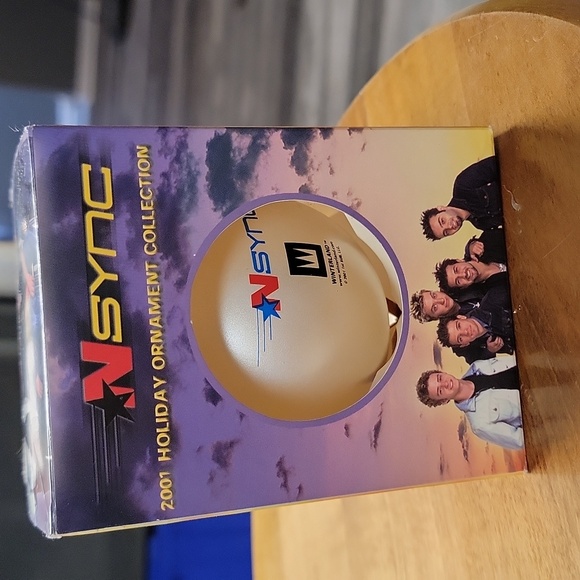 NSYNC
2001 HOLIDAY ORNAMENT COLLECTION
NSYNC
W
WINTERLAND